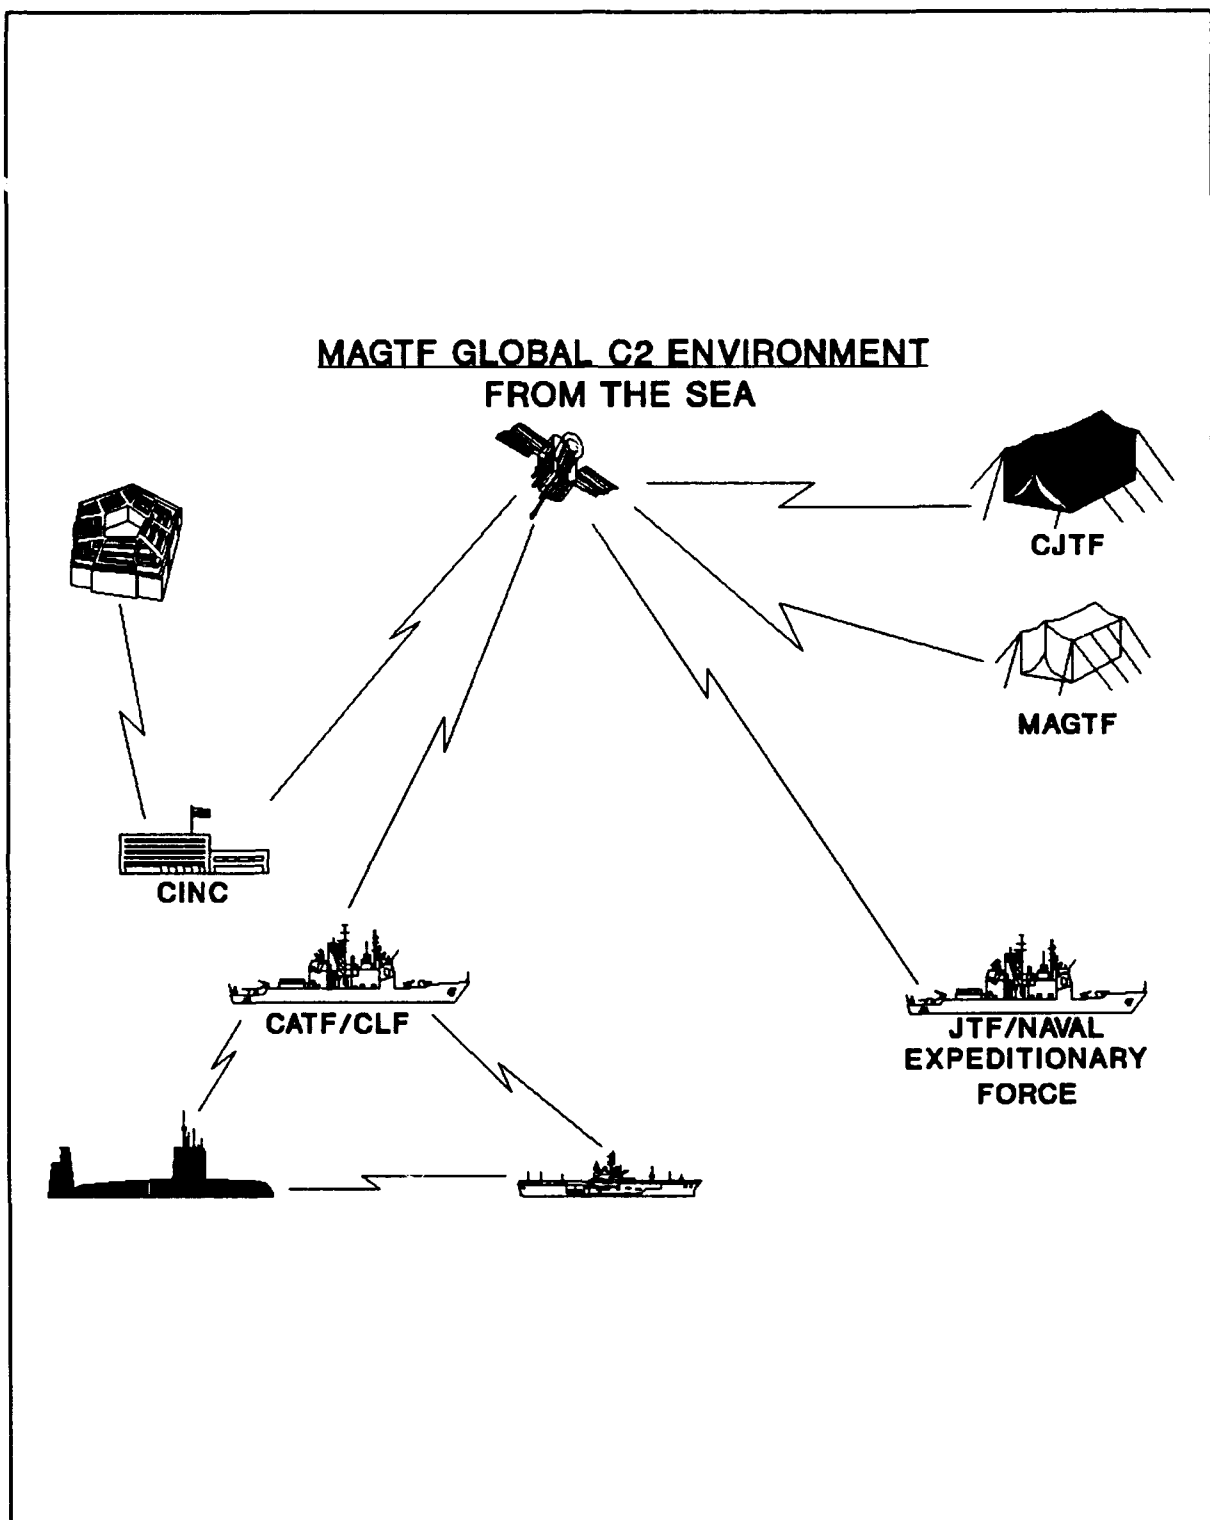 MAGTF GLOBAL C2 ENVIRONMENT
FROM THE SEA
CJTF
MAGTF
CINC
CATF/CLF
JTF/NAVAL
EXPEDITIONARY
FORCE